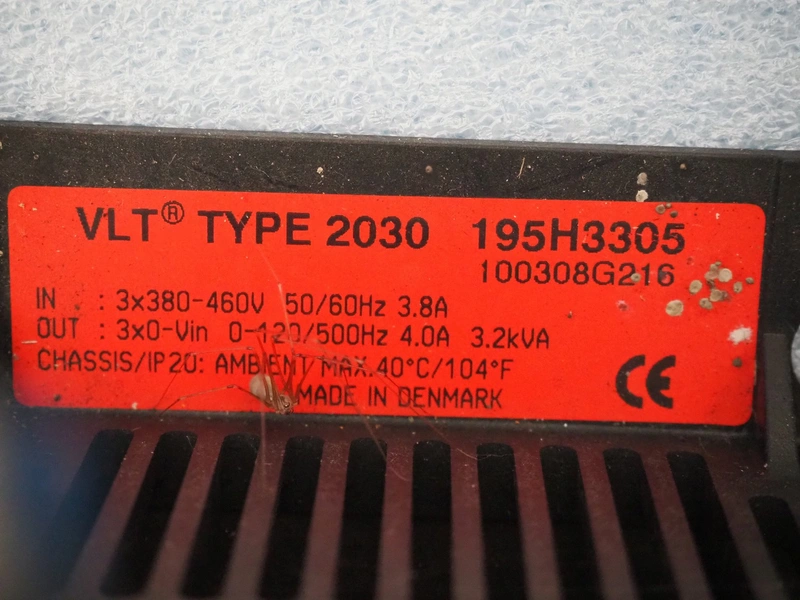 VLT® TYPE 2030 195H3305
100308G216
IN : 3x380-460V 50/60Hz 3.8A
OUT : 3x0-Vin 0-120/500Hz 4.0A 3.2kVA
CHASSIS/IP20: AMBIENT MAX.40°C/104°F
MADE IN DENMARK
CE